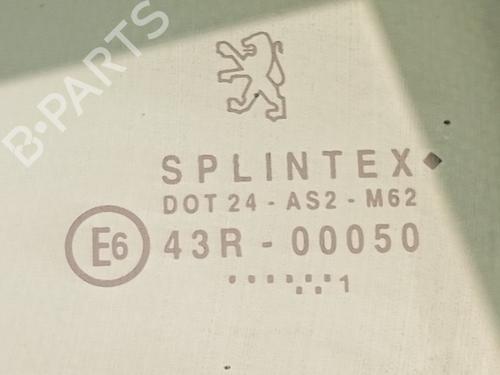 B-PARTS
SPLINTEX
DOT 24 - AS2 - M62
E6 43R - 00050
1